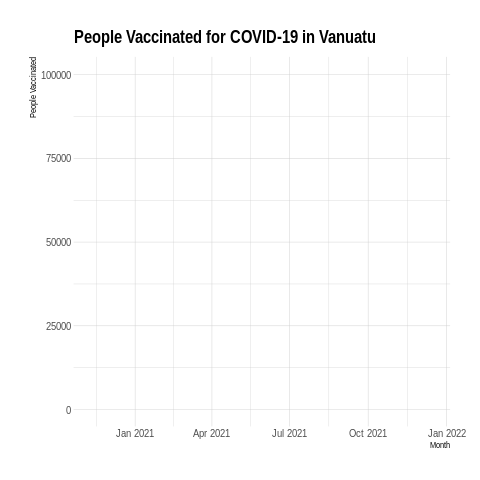 People Vaccinated for COVID-19 in Vanuatu
People Vaccinated
100000
75000
50000
25000
0
Jan 2021 Apr 2021 Jul 2021 Oct 2021 Jan 2022
Month